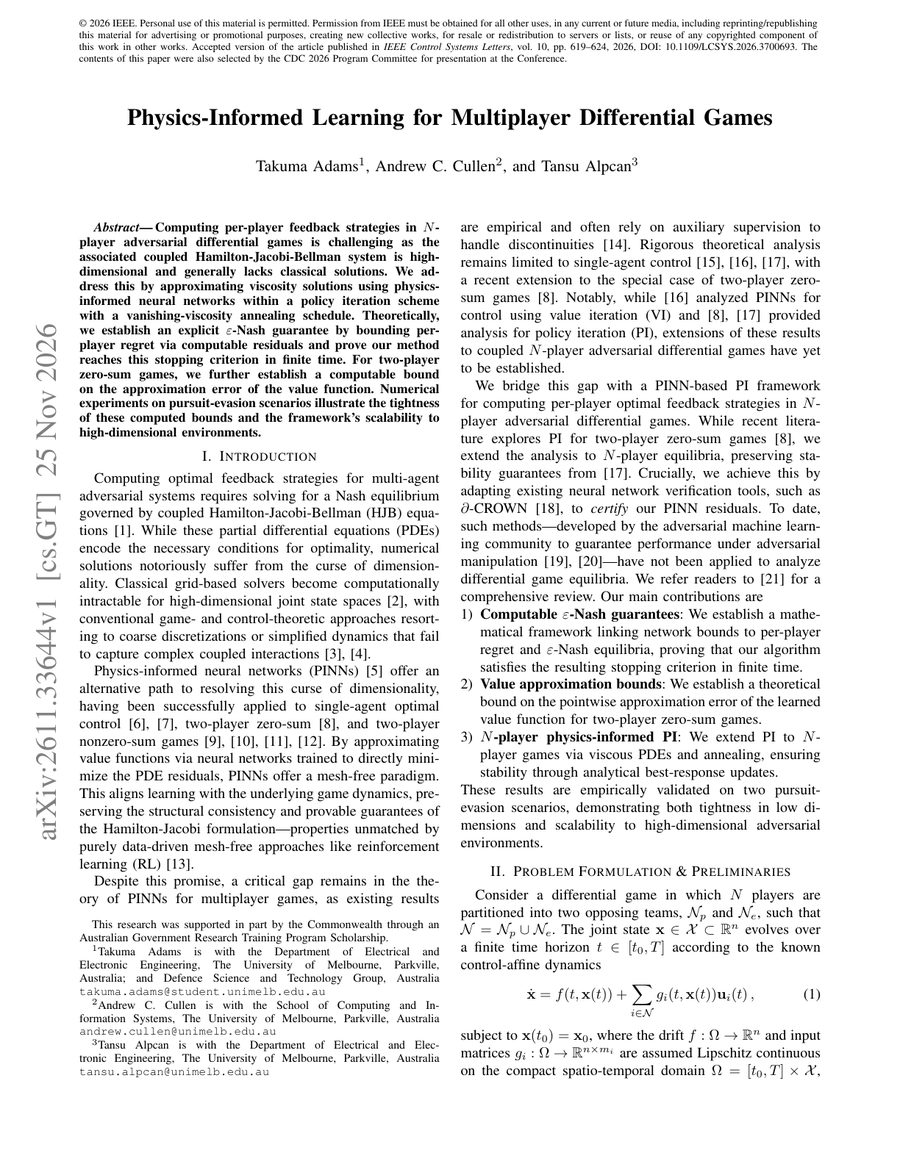 © 2026 IEEE. Personal use of this material is permitted. Permission from IEEE must be obtained for all other uses, in any current or future media, including reprinting/republishing
this material for advertising or promotional purposes, creating new collective works, for resale or redistribution to servers or lists, or reuse of any copyrighted component of
this work in other works. Accepted version of the article published in IEEE Control Systems Letters, vol. 10, pp. 619–624, 2026, DOI: 10.1109/LCSYS.2026.3700693. The
contents of this paper were also selected by the CDC 2026 Program Committee for presentation at the Conference.
Physics-Informed Learning for Multiplayer Differential Games
Takuma Adams¹, Andrew C. Cullen², and Tansu Alpcan³
arXiv:2611.33644v1 [cs.GT] 25 Nov 2026
Abstract—Computing per-player feedback strategies in N-
player adversarial differential games is challenging as the
associated coupled Hamilton-Jacobi-Bellman system is high-
dimensional and generally lacks classical solutions. We ad-
dress this by approximating viscosity solutions using physics-
informed neural networks within a policy iteration scheme
with a vanishing-viscosity annealing schedule. Theoretically,
we establish an explicit ε-Nash guarantee by bounding per-
player regret via computable residuals and prove our method
reaches this stopping criterion in finite time. For two-player
zero-sum games, we further establish a computable bound
on the approximation error of the value function. Numerical
experiments on pursuit-evasion scenarios illustrate the tightness
of these computed bounds and the framework's scalability to
high-dimensional environments.
I. INTRODUCTION
Computing optimal feedback strategies for multi-agent
adversarial systems requires solving for a Nash equilibrium
governed by coupled Hamilton-Jacobi-Bellman (HJB) equa-
tions [1]. While these partial differential equations (PDEs)
encode the necessary conditions for optimality, numerical
solutions notoriously suffer from the curse of dimension-
ality. Classical grid-based solvers become computationally
intractable for high-dimensional joint state spaces [2], with
conventional game- and control-theoretic approaches resort-
ing to coarse discretizations or simplified dynamics that fail
to capture complex coupled interactions [3], [4].
Physics-informed neural networks (PINNs) [5] offer an
alternative path to resolving this curse of dimensionality,
having been successfully applied to single-agent optimal
control [6], [7], two-player zero-sum [8], and two-player
nonzero-sum games [9], [10], [11], [12]. By approximating
value functions via neural networks trained to directly mini-
mize the PDE residuals, PINNs offer a mesh-free paradigm.
This aligns learning with the underlying game dynamics, pre-
serving the structural consistency and provable guarantees of
the Hamilton-Jacobi formulation—properties unmatched by
purely data-driven mesh-free approaches like reinforcement
learning (RL) [13].
Despite this promise, a critical gap remains in the the-
ory of PINNs for multiplayer games, as existing results
This research was supported in part by the Commonwealth through an
Australian Government Research Training Program Scholarship.
¹Takuma Adams is with the Department of Electrical and
Electronic Engineering, The University of Melbourne, Parkville,
Australia; and Defence Science and Technology Group, Australia
takuma.adams@student.unimelb.edu.au
²Andrew C. Cullen is with the School of Computing and In-
formation Systems, The University of Melbourne, Parkville, Australia
andrew.cullen@unimelb.edu.au
³Tansu Alpcan is with the Department of Electrical and Elec-
tronic Engineering, The University of Melbourne, Parkville, Australia
tansu.alpcan@unimelb.edu.au
are empirical and often rely on auxiliary supervision to
handle discontinuities [14]. Rigorous theoretical analysis
remains limited to single-agent control [15], [16], [17], with
a recent extension to the special case of two-player zero-
sum games [8]. Notably, while [16] analyzed PINNs for
control using value iteration (VI) and [8], [17] provided
analysis for policy iteration (PI), extensions of these results
to coupled N-player adversarial differential games have yet
to be established.
We bridge this gap with a PINN-based PI framework
for computing per-player optimal feedback strategies in N-
player adversarial differential games. While recent litera-
ture explores PI for two-player zero-sum games [8], we
extend the analysis to N-player equilibria, preserving sta-
bility guarantees from [17]. Crucially, we achieve this by
adapting existing neural network verification tools, such as
∂-CROWN [18], to certify our PINN residuals. To date,
such methods—developed by the adversarial machine learn-
ing community to guarantee performance under adversarial
manipulation [19], [20]—have not been applied to analyze
differential game equilibria. We refer readers to [21] for a
comprehensive review. Our main contributions are
1) Computable ε-Nash guarantees: We establish a mathe-
matical framework linking network bounds to per-player
regret and ε-Nash equilibria, proving that our algorithm
satisfies the resulting stopping criterion in finite time.
2) Value approximation bounds: We establish a theoretical
bound on the pointwise approximation error of the learned
value function for two-player zero-sum games.
3) N-player physics-informed PI: We extend PI to N-
player games via viscous PDEs and annealing, ensuring
stability through analytical best-response updates.
These results are empirically validated on two pursuit-
evasion scenarios, demonstrating both tightness in low di-
mensions and scalability to high-dimensional adversarial
environments.
II. PROBLEM FORMULATION & PRELIMINARIES
Consider a differential game in which N players are
partitioned into two opposing teams, 𝒩ₚ and 𝒩ₑ, such that
𝒩 = 𝒩ₚ ∪ 𝒩ₑ. The joint state x ∈ 𝒳 ⊂ ℝⁿ evolves over
a finite time horizon t ∈ [t₀, T] according to the known
control-affine dynamics
ẋ = f(t, x(t)) + ∑_{i∈𝒩} gᵢ(t, x(t))uᵢ(t) , (1)
subject to x(t₀) = x₀, where the drift f : Ω → ℝⁿ and input
matrices gᵢ : Ω → ℝ^{n×mᵢ} are assumed Lipschitz continuous
on the compact spatio-temporal domain Ω = [t₀, T] × 𝒳,